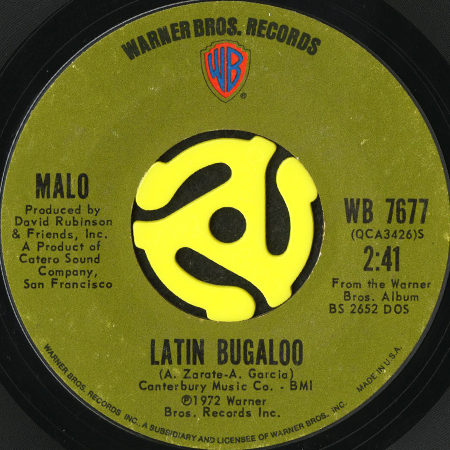 WARNER BROS. RECORDS
WB
®
MALO
Produced by
David Rubinson
& Friends, Inc.
A Product of
Catero Sound
Company,
San Francisco
WB 7677
(QCA3426)S
2:41
From the Warner
Bros. Album
BS 2652 DOS
LATIN BUGALOO
(A. Zarate-A. Garcia)
Canterbury Music Co. - BMI
℗1972 Warner
Bros. Records Inc.
WARNER BROS. RECORDS INC. A SUBSIDIARY AND LICENSEE OF WARNER BROS. INC.
MADE IN U.S.A.